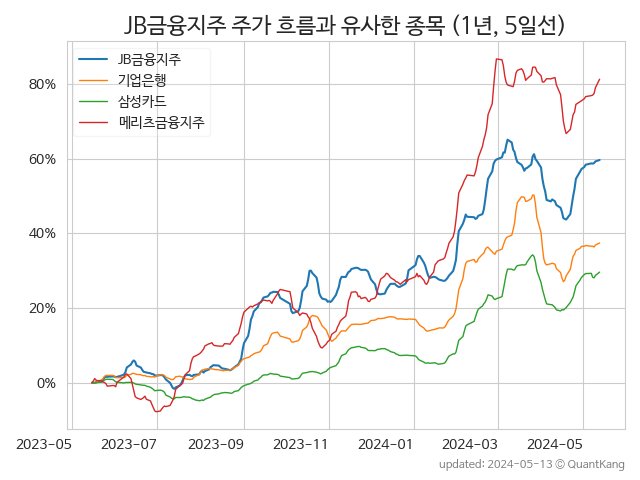 JB금융지주 주가 흐름과 유사한 종목 (1년, 5일선)
JB금융지주
기업은행
삼성카드
메리츠금융지주
80%
60%
40%
20%
0%
2023-05 2023-07 2023-09 2023-11 2024-01 2024-03 2024-05
updated: 2024-05-13 ⓒ QuantKang